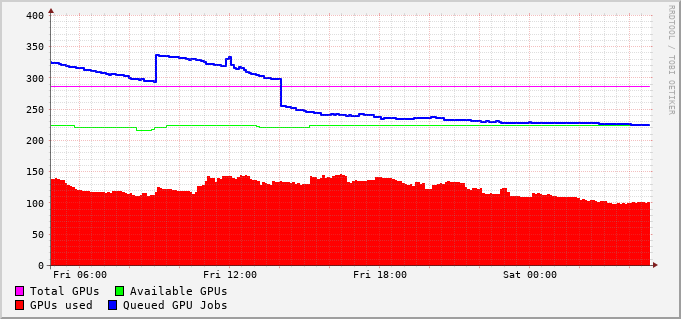 400
350
300
250
200
150
100
50
0
Fri 06:00 Fri 12:00 Fri 18:00 Sat 00:00
Total GPUs Available GPUs
GPUs used Queued GPU Jobs
RRDTOOL / TOBI OETIKER